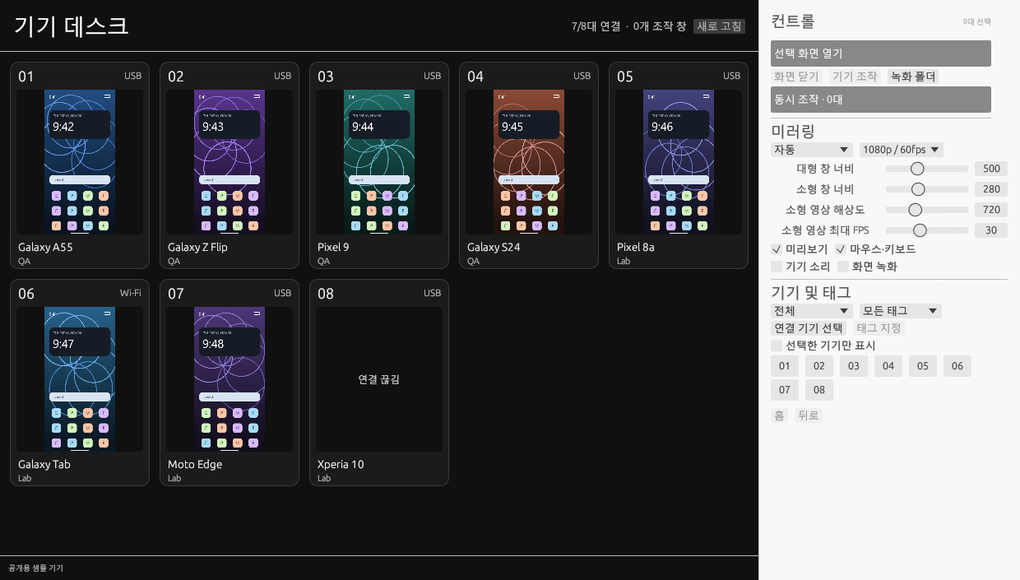 기기 데스크
7/8대 연결 · 0개 조작 창 새로 고침
01 USB
9:42
Galaxy A55
QA
02 USB
9:43
Galaxy Z Flip
QA
03 USB
9:44
Pixel 9
QA
04 USB
9:45
Galaxy S24
QA
05 USB
9:46
Pixel 8a
Lab
06 Wi-Fi
9:47
Galaxy Tab
Lab
07 USB
9:48
Moto Edge
Lab
08 USB
연결 끊김
Xperia 10
Lab
공개용 샘플 기기
컨트롤 0대 선택
선택 화면 열기
화면 닫기 기기 조작 녹화 폴더
동시 조작 · 0대
미러링
자동 1080p / 60fps
대형 창 너비 500
소형 창 너비 280
소형 영상 해상도 720
소형 영상 최대 FPS 30
미리보기 마우스·키보드
기기 소리 화면 녹화
기기 및 태그
전체 모든 태그
연결 기기 선택 태그 지정
선택한 기기만 표시
01 02 03 04 05 06
07 08
홈 뒤로